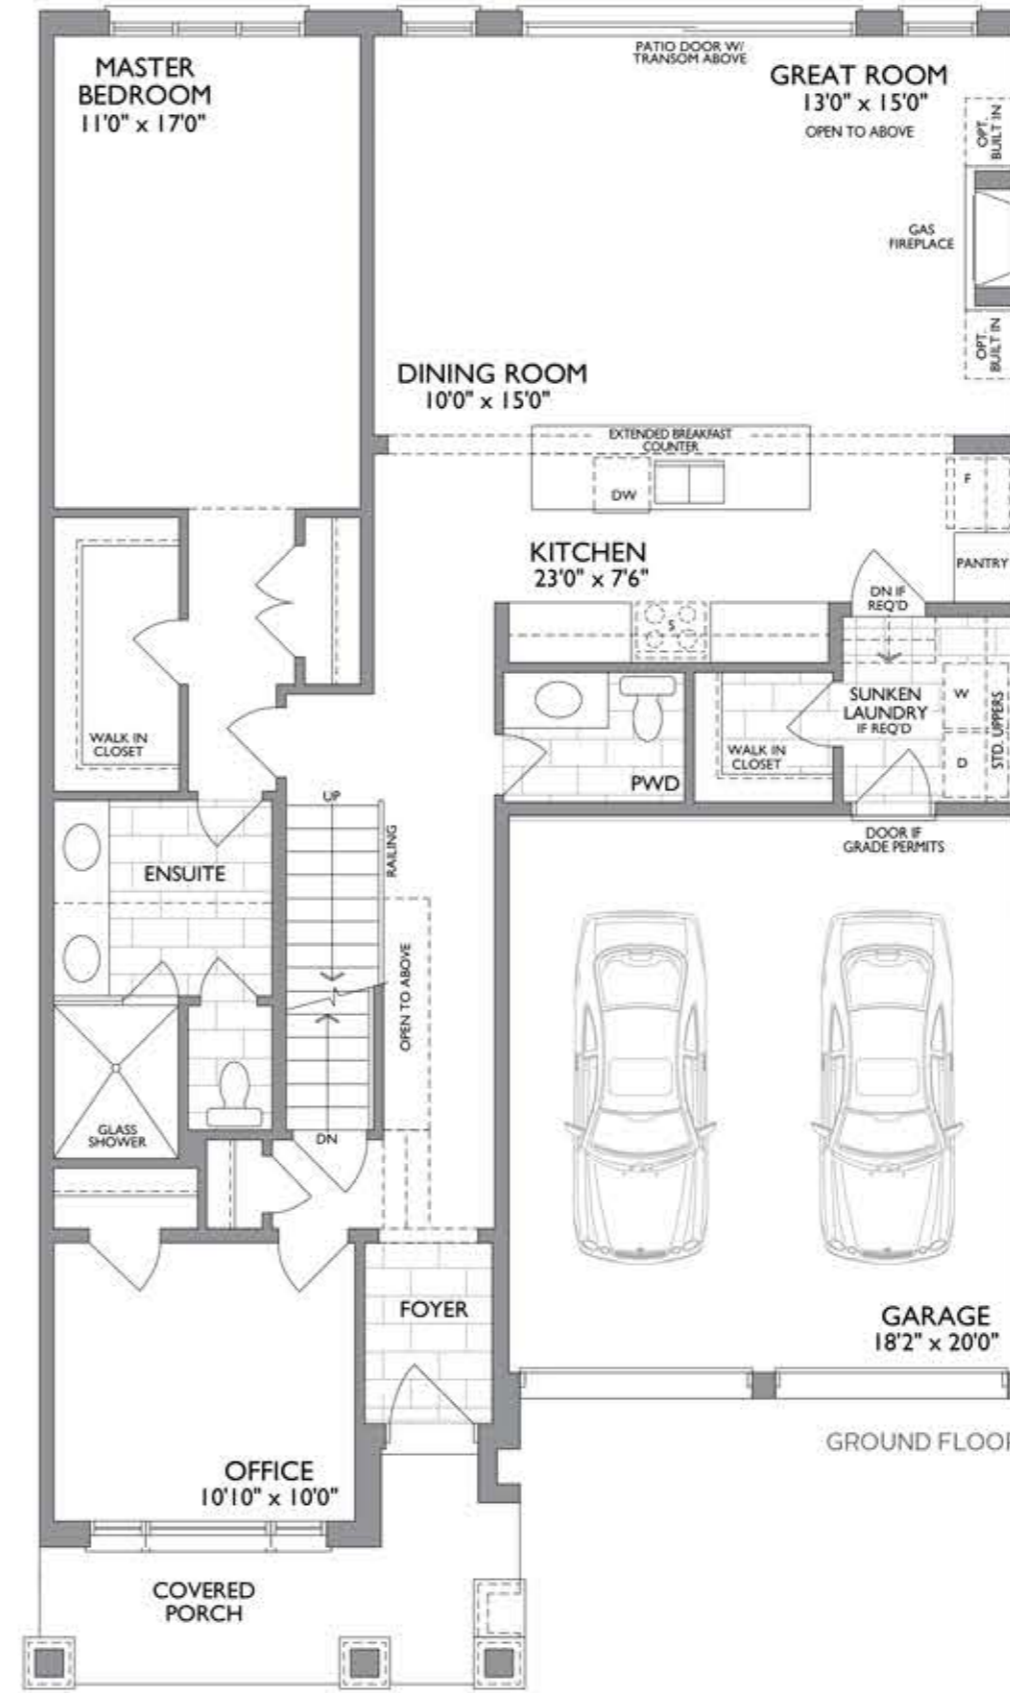 PATIO DOOR W/
TRANSOM ABOVE
MASTER
BEDROOM
11'0" x 17'0"
GREAT ROOM
13'0" x 15'0"
OPEN TO ABOVE
OPT.
BUILT IN
GAS
FIREPLACE
OPT.
BUILT IN
DINING ROOM
10'0" x 15'0"
EXTENDED BREAKFAST
COUNTER
DW
F
KITCHEN
23'0" x 7'6"
PANTRY
DN IF
REQ'D
S
SUNKEN
LAUNDRY
IF REQ'D
W
D
STD. UPPERS
WALK IN
CLOSET
WALK IN
CLOSET
PWD
UP
RAILING
DOOR IF
GRADE PERMITS
ENSUITE
OPEN TO ABOVE
GLASS
SHOWER
DN
FOYER
GARAGE
18'2" x 20'0"
GROUND FLOOR
OFFICE
10'10" x 10'0"
COVERED
PORCH